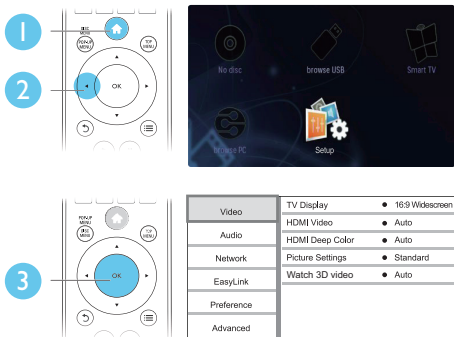 1
DISC
MENU
POP-UP
MENU
TOP
MENU
2
OK
No disc
browse USB
Smart TV
browse PC
Setup
POP-UP
MENU
DISC
MENU
TOP
MENU
3
OK
Video
Audio
Network
EasyLink
Preference
Advanced
TV Display ● 16:9 Widescreen
HDMI Video ● Auto
HDMI Deep Color ● Auto
Picture Settings ● Standard
Watch 3D video ● Auto